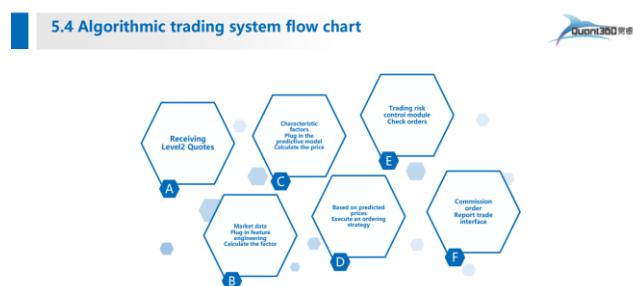 5.4 Algorithmic trading system flow chart
Quant360 宽睿
Receiving
Level2 Quotes
A
Market data
Plug in feature
engineering
Calculate the factor
B
Characteristic
factors
Plug in the
predictive model
Calculate the price
C
Based on predicted
prices
Execute an ordering
strategy
D
Trading risk
control module
Check orders
E
Commission
order
Report trade
interface
F